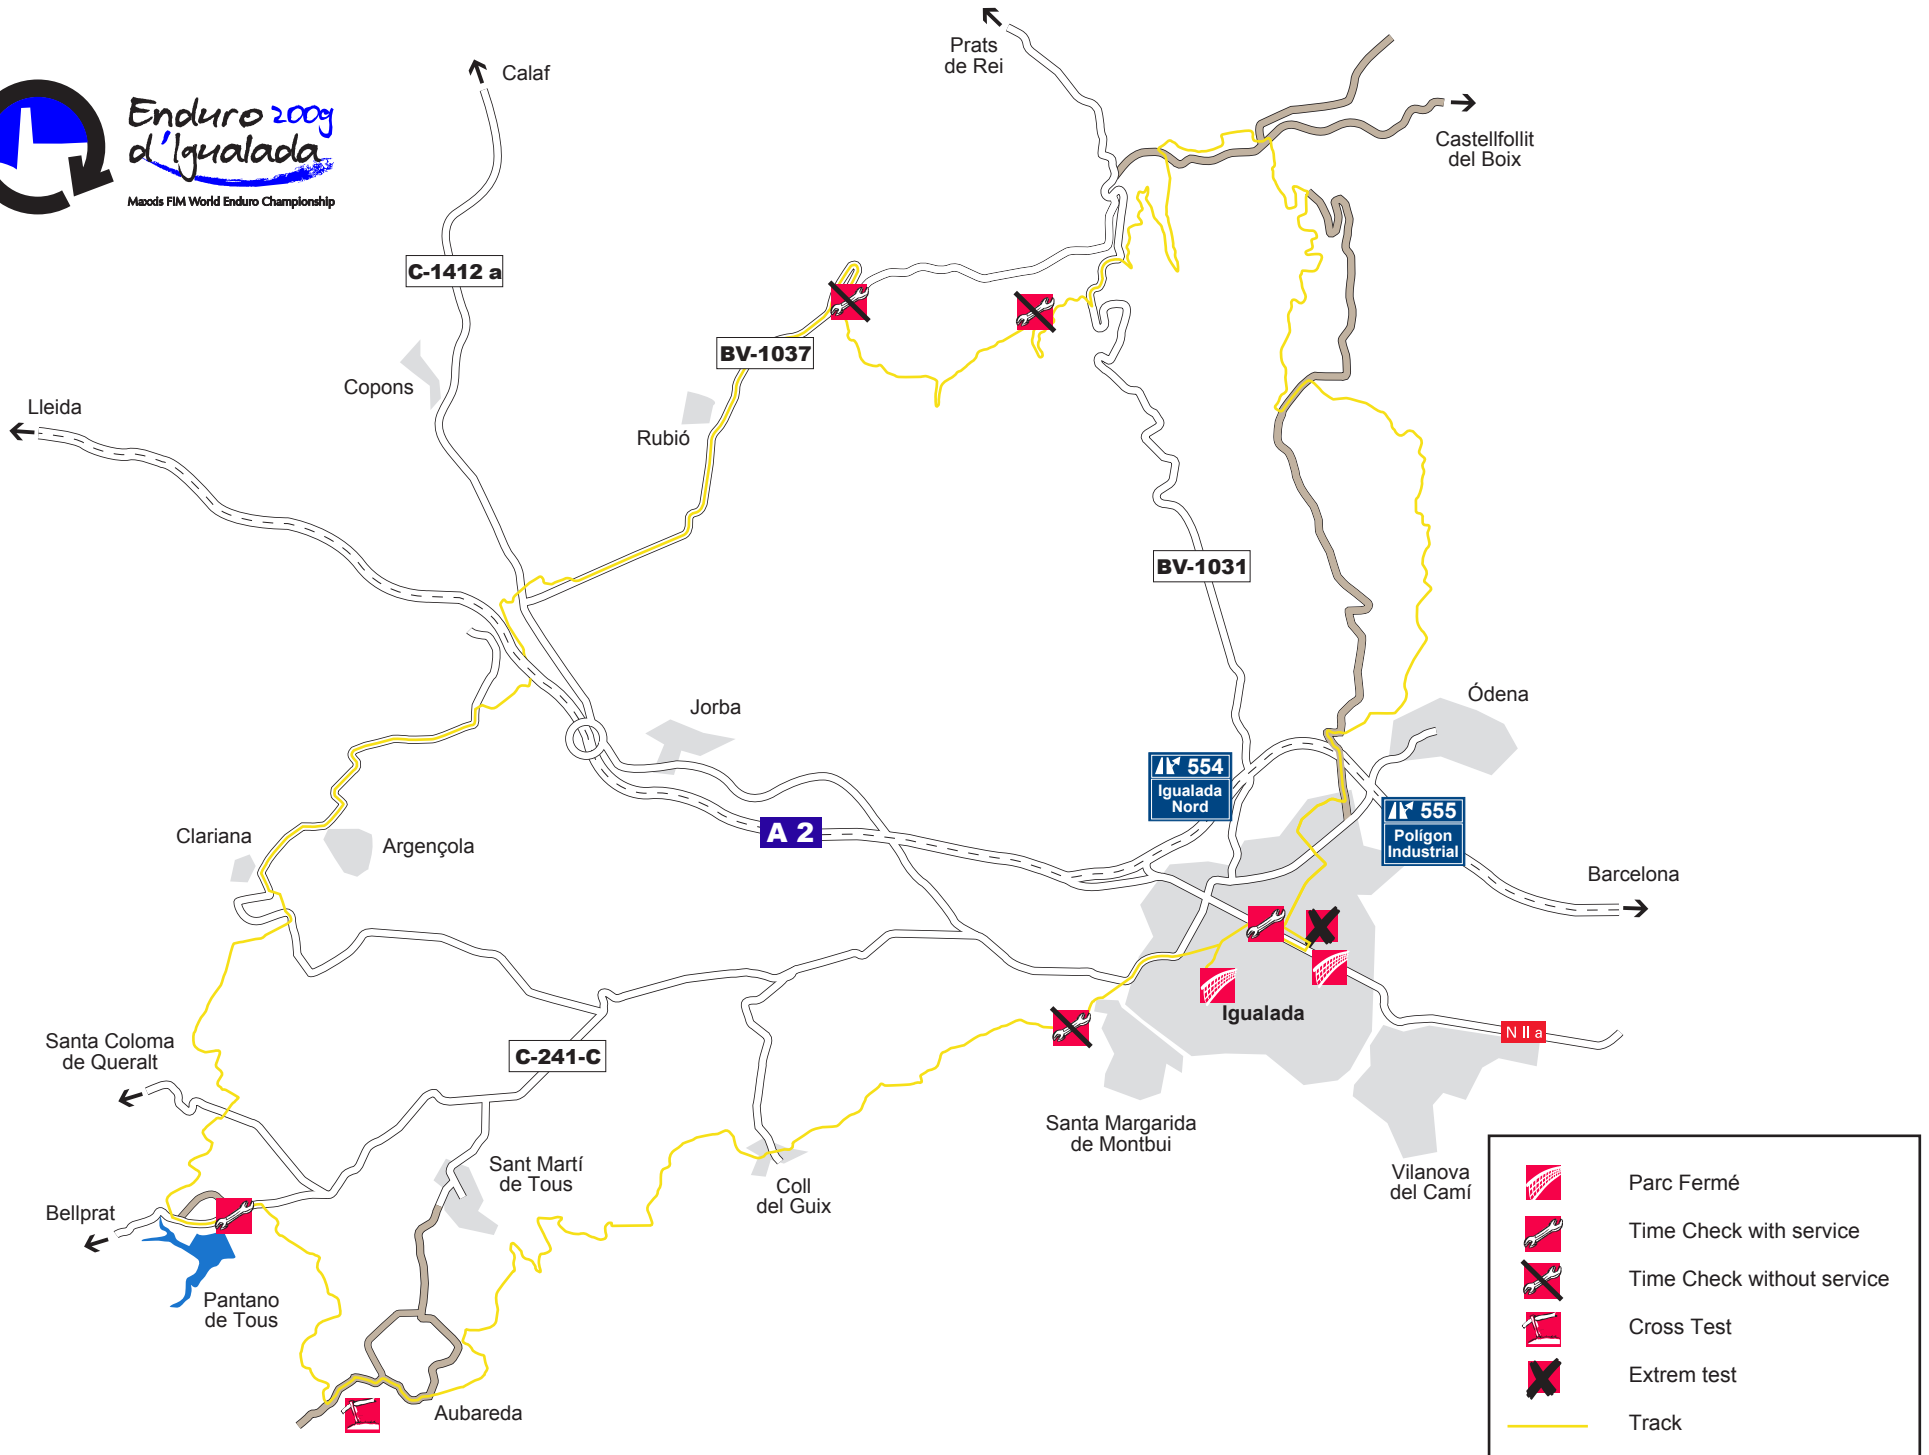 Enduro 2009
d'Igualada
Maxxis FIM World Enduro Championship
Calaf
Prats
de Rei
Castellfollit
del Boix
C-1412 a
BV-1037
Copons
Lleida
Rubió
BV-1031
Jorba
Ódena
554
Igualada
Nord
555
Polígon
Industrial
A 2
Clariana
Argençola
Barcelona
Igualada
N II a
Santa Coloma
de Queralt
C-241-C
Santa Margarida
de Montbui
Vilanova
del Camí
Sant Martí
de Tous
Coll
del Guix
Bellprat
Pantano
de Tous
Aubareda
Parc Fermé
Time Check with service
Time Check without service
Cross Test
Extrem test
Track